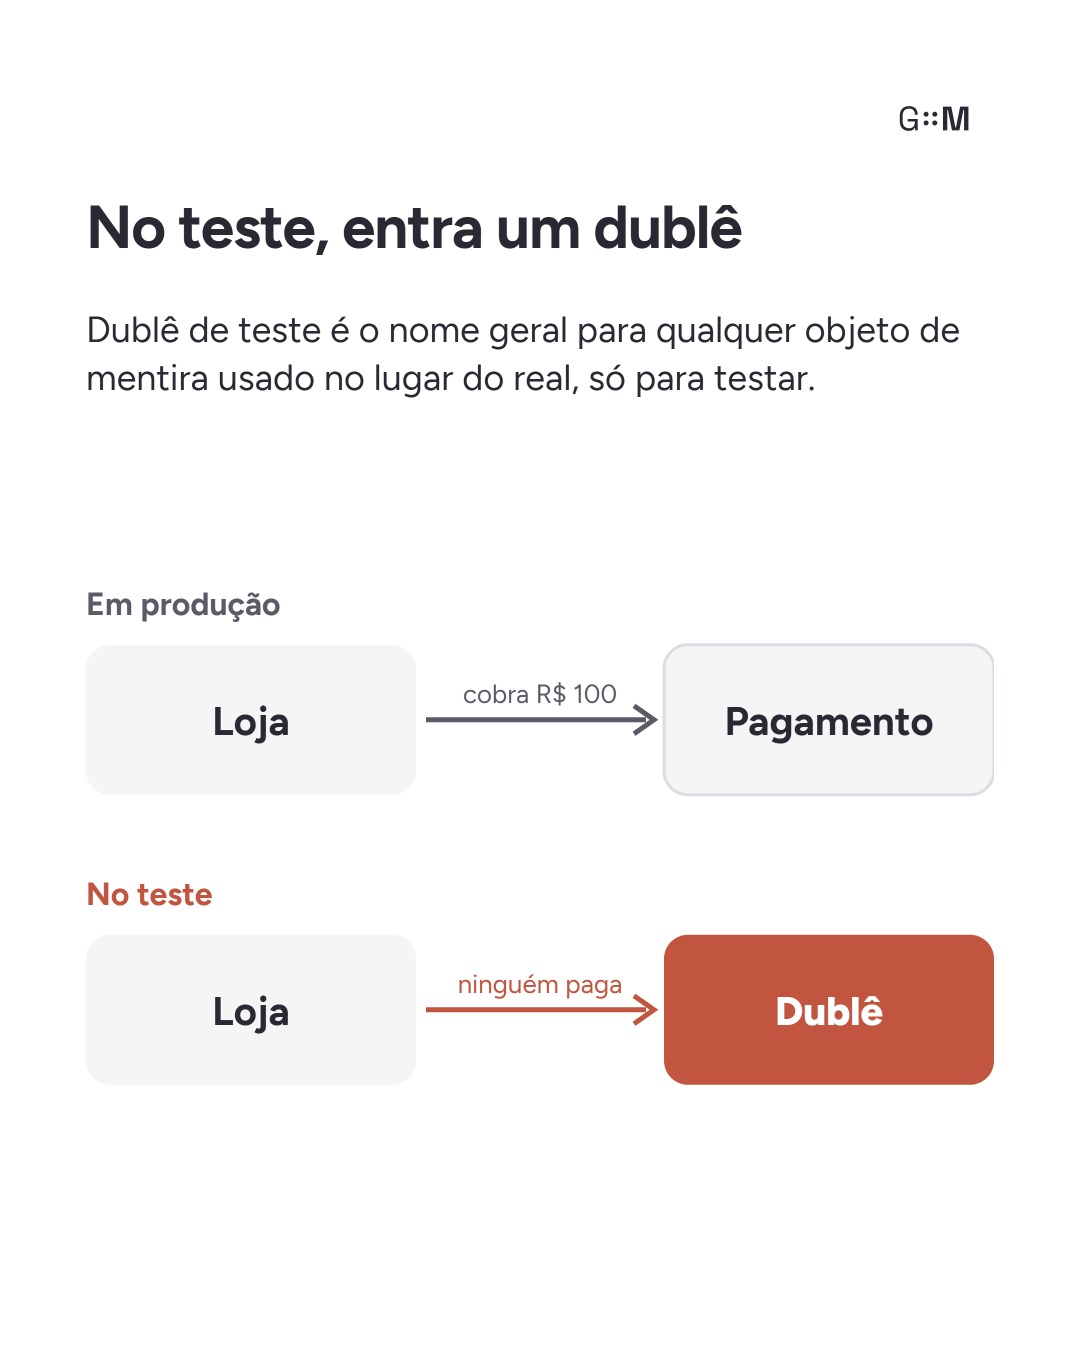 G::M
No teste, entra um dublê
Dublê de teste é o nome geral para qualquer objeto de
mentira usado no lugar do real, só para testar.
Em produção
Loja
cobra R$ 100
Pagamento
No teste
Loja
ninguém paga
Dublê